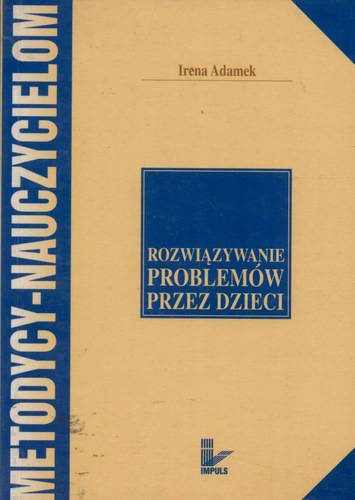 METODYCY-NAUCZYCIELOM
Irena Adamek
ROZWIĄZYWANIE
PROBLEMÓW
PRZEZ DZIECI
IMPULS